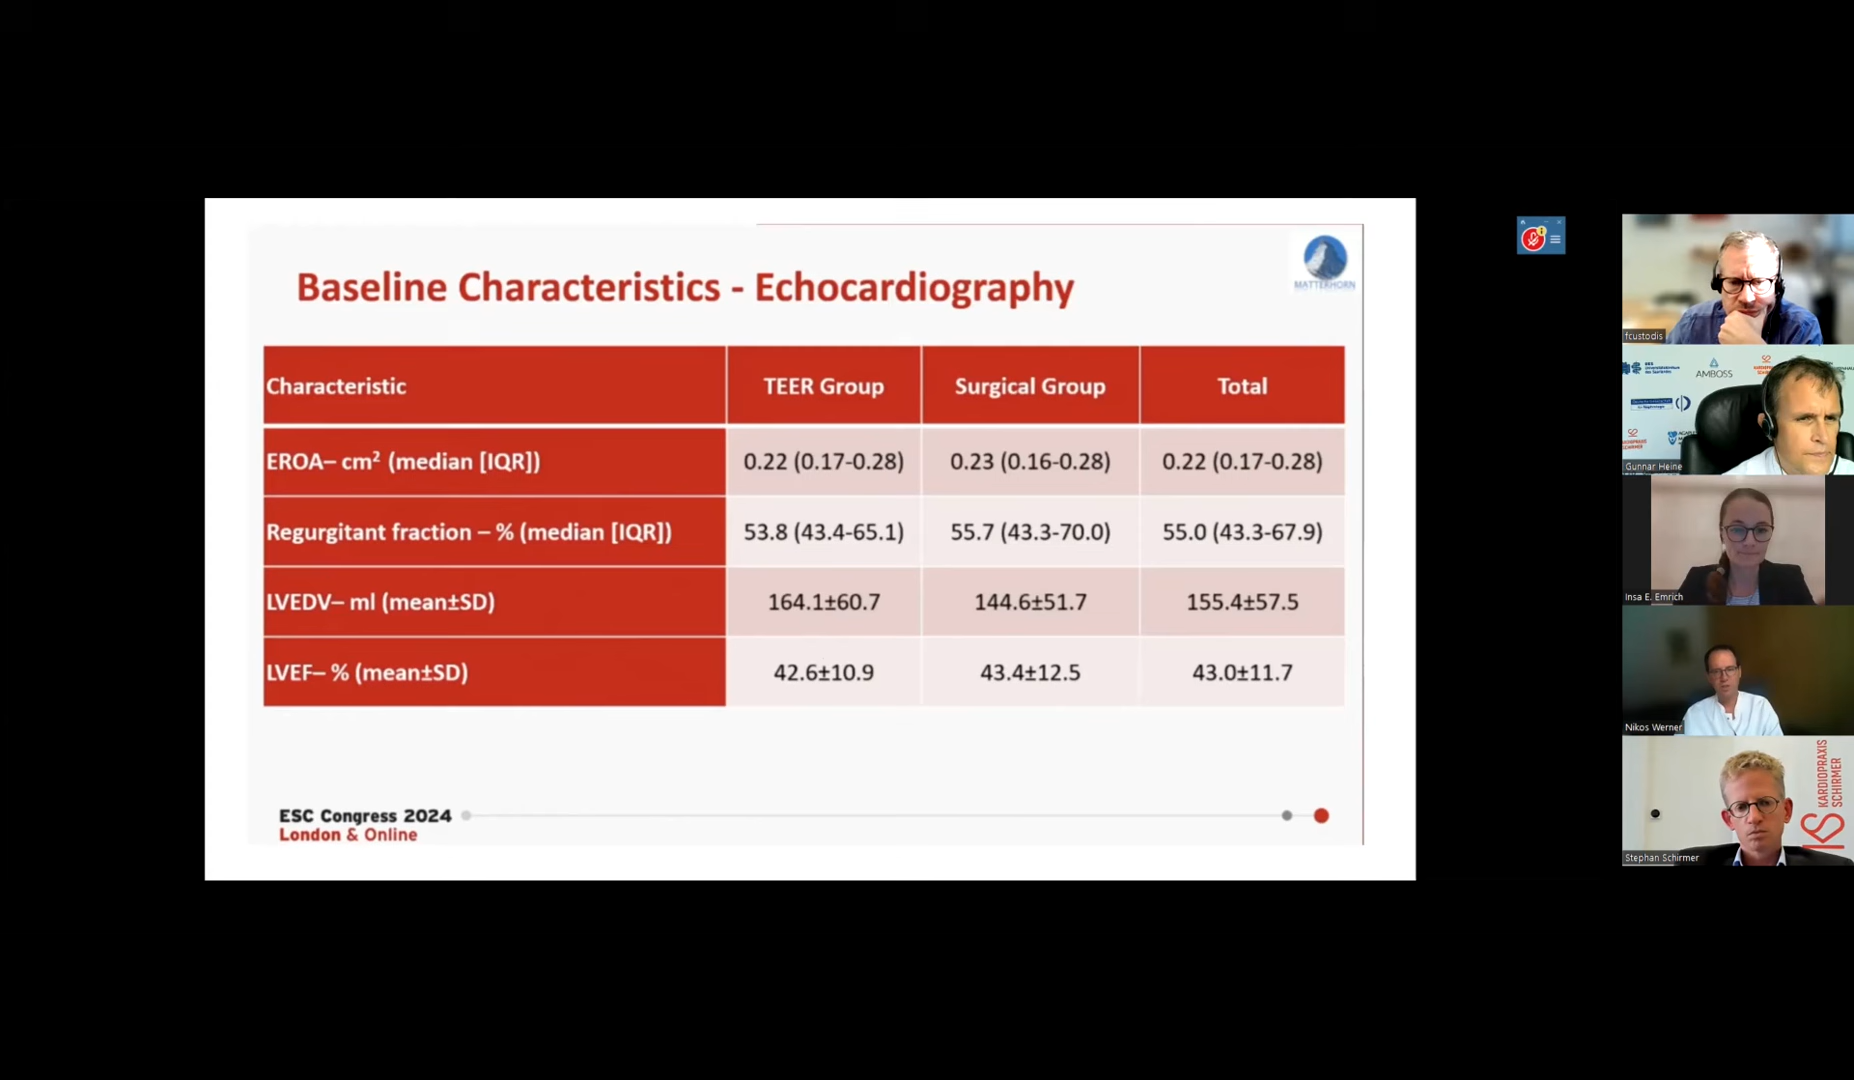 Baseline Characteristics - Echocardiography
MATTERHORN
Characteristic TEER Group Surgical Group Total
EROA– cm² (median [IQR]) 0.22 (0.17-0.28) 0.23 (0.16-0.28) 0.22 (0.17-0.28)
Regurgitant fraction – % (median [IQR]) 53.8 (43.4-65.1) 55.7 (43.3-70.0) 55.0 (43.3-67.9)
LVEDV– ml (mean±SD) 164.1±60.7 144.6±51.7 155.4±57.5
LVEF– % (mean±SD) 42.6±10.9 43.4±12.5 43.0±11.7
ESC Congress 2024
London & Online
fcustodis
AMBOSS
Gunnar Heine
Insa E. Emrich
Nikos Werner
KARDIOPRAXIS
SCHIRMER
Stephan Schirmer